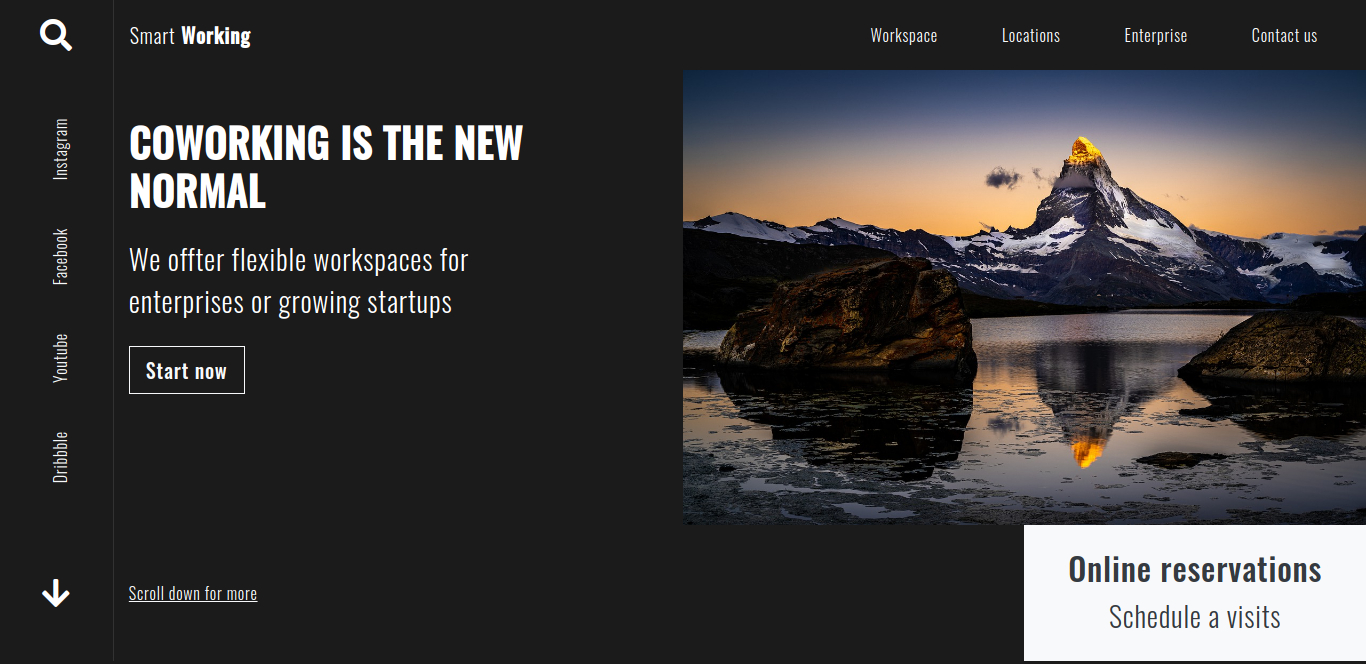 Smart Working
Workspace
Locations
Enterprise
Contact us
Instagram
Facebook
Youtube
Dribbble
COWORKING IS THE NEW
NORMAL
We offter flexible workspaces for
enterprises or growing startups
Start now
Scroll down for more
Online reservations
Schedule a visits